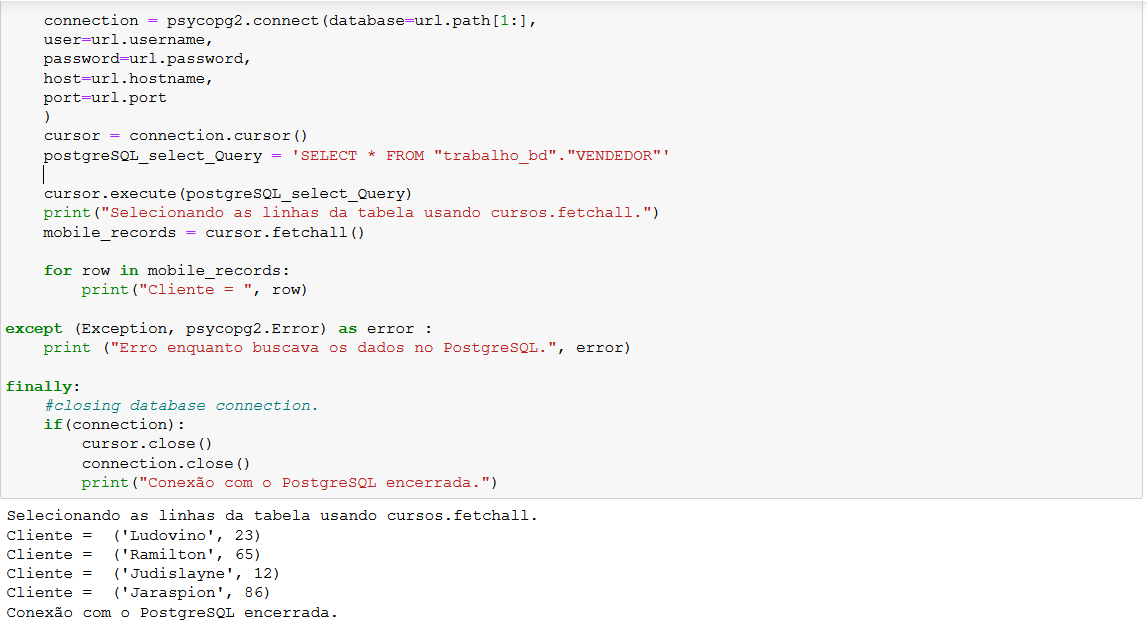 connection = psycopg2.connect(database=url.path[1:],
user=url.username,
password=url.password,
host=url.hostname,
port=url.port
)
cursor = connection.cursor()
postgreSQL_select_Query = 'SELECT * FROM "trabalho_bd"."VENDEDOR"'
cursor.execute(postgreSQL_select_Query)
print("Selecionando as linhas da tabela usando cursos.fetchall.")
mobile_records = cursor.fetchall()
for row in mobile_records:
print("Cliente = ", row)
except (Exception, psycopg2.Error) as error :
print ("Erro enquanto buscava os dados no PostgreSQL.", error)
finally:
#closing database connection.
if(connection):
cursor.close()
connection.close()
print("Conexão com o PostgreSQL encerrada.")
Selecionando as linhas da tabela usando cursos.fetchall.
Cliente =  ('Ludovino', 23)
Cliente =  ('Ramilton', 65)
Cliente =  ('Judislayne', 12)
Cliente =  ('Jaraspion', 86)
Conexão com o PostgreSQL encerrada.